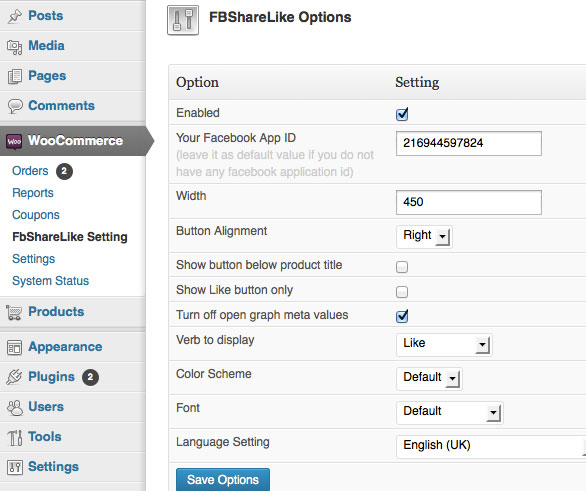 Posts
Media
Pages
Comments
Woo WooCommerce
Orders 2
Reports
Coupons
FbShareLike Setting
Settings
System Status
Products
Appearance
Plugins 2
Users
Tools
Settings
FBShareLike Options
Option Setting
Enabled
Your Facebook App ID 216944597824
(leave it as default value if you do not
have any facebook application id)
Width 450
Button Alignment Right
Show button below product title
Show Like button only
Turn off open graph meta values
Verb to display Like
Color Scheme Default
Font Default
Language Setting English (UK)
Save Options